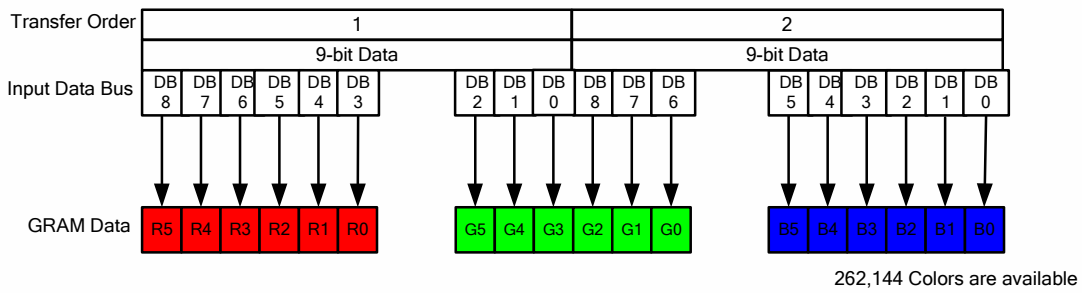 Transfer Order 1 2
9-bit Data 9-bit Data
Input Data Bus DB 8 DB 7 DB 6 DB 5 DB 4 DB 3 DB 2 DB 1 DB 0 DB 8 DB 7 DB 6 DB 5 DB 4 DB 3 DB 2 DB 1 DB 0
GRAM Data R5 R4 R3 R2 R1 R0 G5 G4 G3 G2 G1 G0 B5 B4 B3 B2 B1 B0
262,144 Colors are available